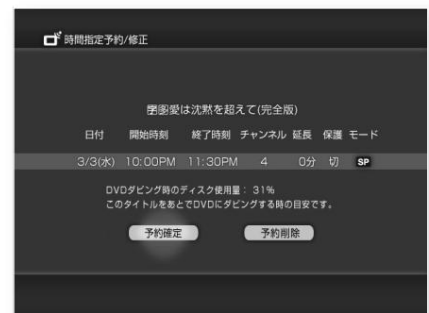 時間指定予約/修正
愛は沈黙を超えて(完全版)
日付 開始時刻 終了時刻 チャンネル 延長 保護 モード
3/3(水) 10:00PM 11:30PM 4 0分 切 SP
DVDダビング時のディスク使用量： 31%
このタイトルをあとでDVDにダビングする時の目安です。
予約確定 予約削除